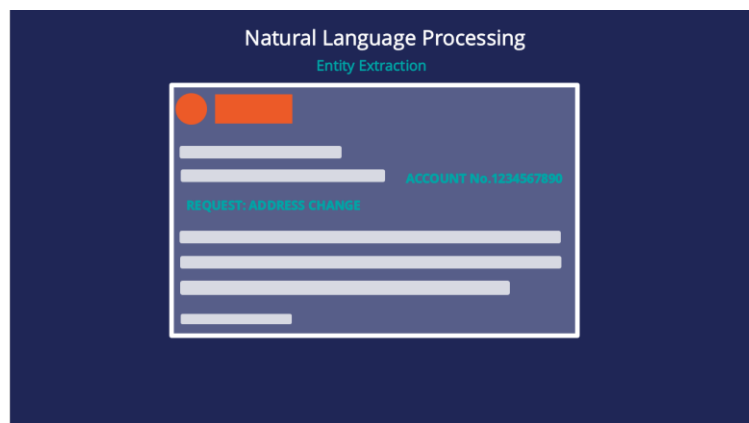 Natural Language Processing
Entity Extraction
ACCOUNT No.1234567890
REQUEST: ADDRESS CHANGE